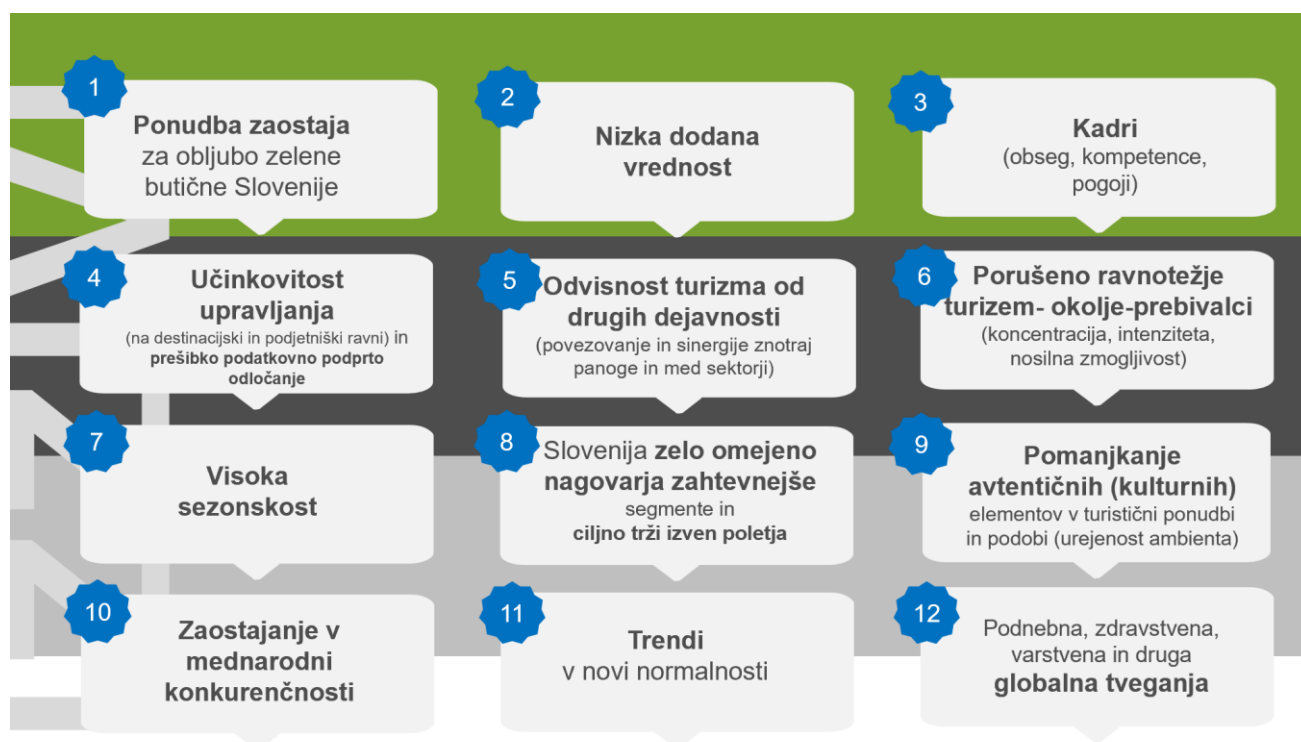 1
Ponudba zaostaja
za obljubo zelene
butične Slovenije
2
Nizka dodana
vrednost
3
Kadri
(obseg, kompetence,
pogoji)
4
Učinkovitost
upravljanja
(na destinacijski in podjetniški ravni) in
prešibko podatkovno podprto
odločanje
5
Odvisnost turizma od
drugih dejavnosti
(povezovanje in sinergije znotraj
panoge in med sektorji)
6
Porušeno ravnotežje
turizem- okolje-prebivalci
(koncentracija, intenziteta,
nosilna zmogljivost)
7
Visoka
sezonskost
8
Slovenija zelo omejeno
nagovarja zahtevnejše
segmente in
ciljno trži izven poletja
9
Pomanjkanje
avtentičnih (kulturnih)
elementov v turistični ponudbi
in podobi (urejenost ambienta)
10
Zaostajanje v
mednarodni
konkurenčnosti
11
Trendi
v novi normalnosti
12
Podnebna, zdravstvena,
varstvena in druga
globalna tveganja